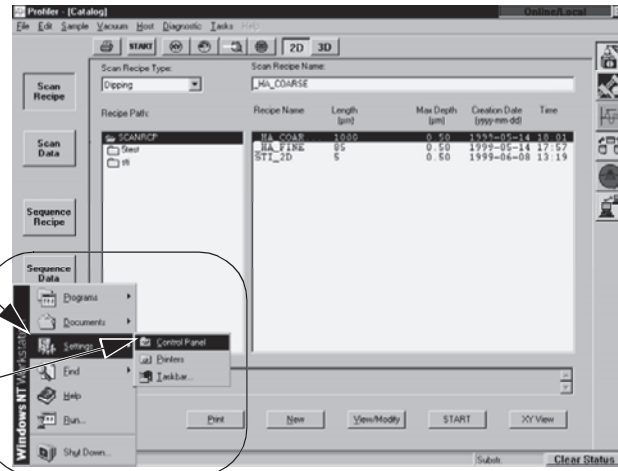 Profiler - [Catalog]
Online/Local
File Edit Sample Vacuum Host Diagnostic Tasks Help
START 2D 3D
Scan Recipe Type:
Scan Recipe Name:
Dipping
_HA_COARSE
Recipe Path:
Recipe Name Length (µm) Max Depth (µm) Creation Date (yyyy-mm-dd) Time
SCANRCP
5test
sti
_HA_COAR... 1000 0.50 1999-05-14 18:01
_HA_FINE 85 0.50 1999-05-14 17:57
STI_2D 5 0.50 1999-06-08 13:19
Scan Recipe
Scan Data
Sequence Recipe
Sequence Data
Windows NT Workstation
Programs
Documents
Settings
Find
Help
Run...
Shut Down...
Control Panel
Printers
Taskbar...
Print New View/Modify START XY View
Substr.
Clear Status